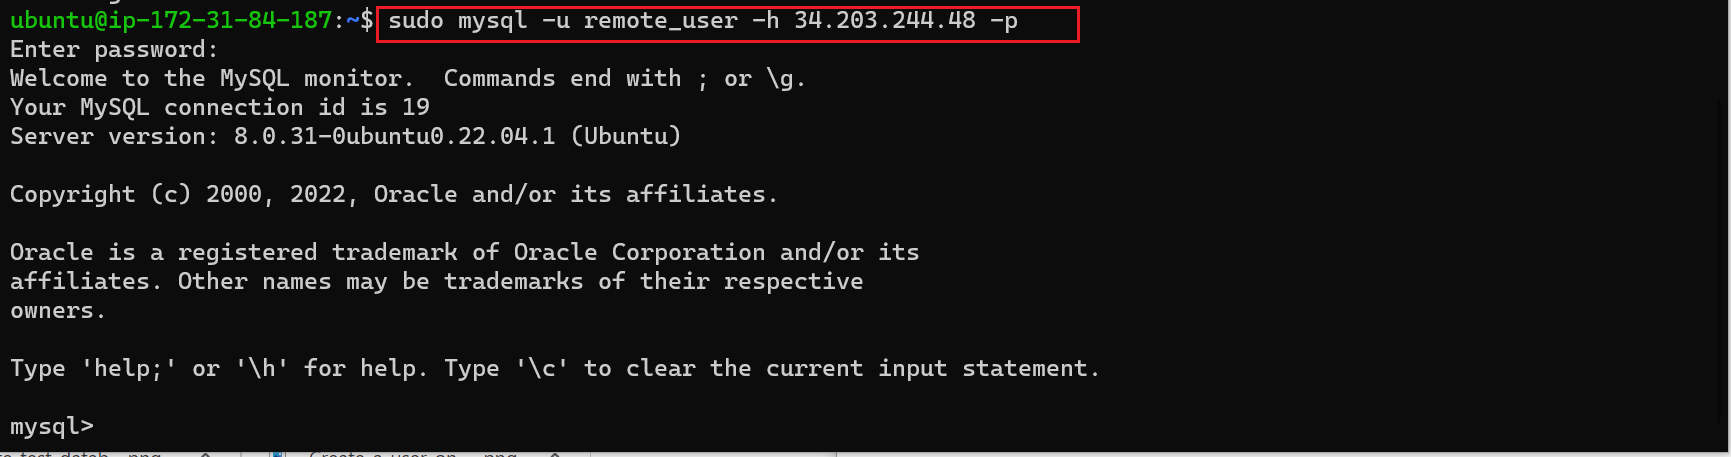 ubuntu@ip-172-31-84-187:~$ sudo mysql -u remote_user -h 34.203.244.48 -p
Enter password:
Welcome to the MySQL monitor.  Commands end with ; or \g.
Your MySQL connection id is 19
Server version: 8.0.31-0ubuntu0.22.04.1 (Ubuntu)
Copyright (c) 2000, 2022, Oracle and/or its affiliates.
Oracle is a registered trademark of Oracle Corporation and/or its
affiliates. Other names may be trademarks of their respective
owners.
Type 'help;' or '\h' for help. Type '\c' to clear the current input statement.
mysql>